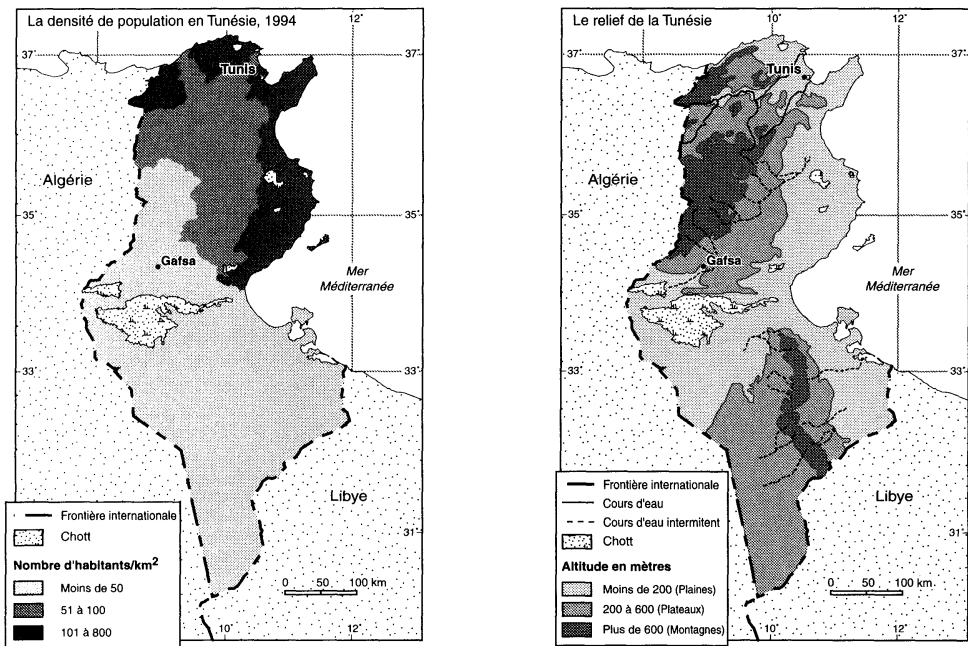 La densité de population en Tunésie, 1994
10°
12°
37°
37°
Tunis
Algérie
35°
35°
Gafsa
Mer
Méditerranée
33°
33°
Libye
31°
Frontière internationale
Chott
Nombre d'habitants/km²
Moins de 50
51 à 100
101 à 800
0 50 100 km
10°
12°
Le relief de la Tunésie
10°
12°
37°
37°
Tunis
Algérie
35°
35°
Gafsa
Mer
Méditerranée
33°
33°
Libye
31°
Frontière internationale
Cours d'eau
Cours d'eau intermitent
Chott
Altitude en mètres
Moins de 200 (Plaines)
200 à 600 (Plateaux)
Plus de 600 (Montagnes)
0 50 100 km
10°
12°